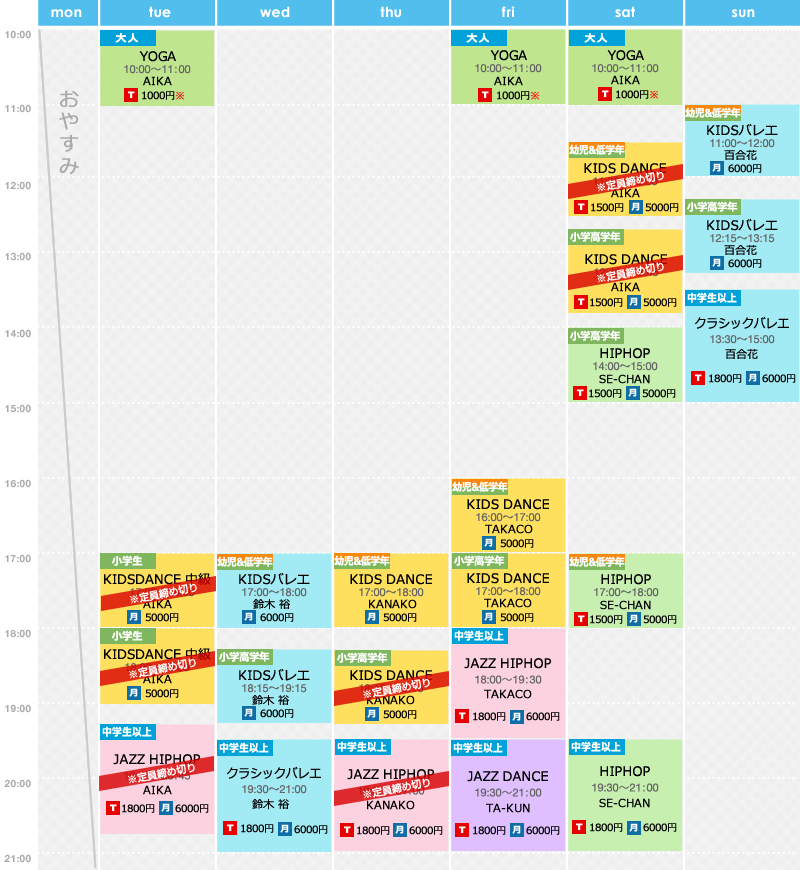 mon tue wed thu fri sat sun
10:00
11:00
12:00
13:00
14:00
15:00
16:00
17:00
18:00
19:00
20:00
21:00
おやすみ
大人
YOGA
10:00〜11:00
AIKA
T 1000円※
小学生
KIDSDANCE 中級
※定員締め切り
AIKA
月 5000円
小学生
KIDSDANCE 中級
※定員締め切り
AIKA
月 5000円
中学生以上
JAZZ HIPHOP
※定員締め切り
AIKA
T 1800円 月 6000円
幼児&低学年
KIDSバレエ
17:00〜18:00
鈴木 裕
月 6000円
小学高学年
KIDSバレエ
18:15〜19:15
鈴木 裕
月 6000円
中学生以上
クラシックバレエ
19:30〜21:00
鈴木 裕
T 1800円 月 6000円
幼児&低学年
KIDS DANCE
17:00〜18:00
KANAKO
月 5000円
小学高学年
KIDS DANCE
※定員締め切り
KANAKO
月 5000円
中学生以上
JAZZ HIPHOP
※定員締め切り
KANAKO
T 1800円 月 6000円
大人
YOGA
10:00〜11:00
AIKA
T 1000円※
幼児&低学年
KIDS DANCE
16:00〜17:00
TAKACO
月 5000円
小学高学年
KIDS DANCE
17:00〜18:00
TAKACO
月 5000円
中学生以上
JAZZ HIPHOP
18:00〜19:30
TAKACO
T 1800円 月 6000円
中学生以上
JAZZ DANCE
19:30〜21:00
TA-KUN
T 1800円 月 6000円
大人
YOGA
10:00〜11:00
AIKA
T 1000円※
幼児&低学年
KIDS DANCE
※定員締め切り
AIKA
T 1500円 月 5000円
小学高学年
KIDS DANCE
※定員締め切り
AIKA
T 1500円 月 5000円
小学高学年
HIPHOP
14:00〜15:00
SE-CHAN
T 1500円 月 5000円
幼児&低学年
HIPHOP
17:00〜18:00
SE-CHAN
T 1500円 月 5000円
中学生以上
HIPHOP
19:30〜21:00
SE-CHAN
T 1800円 月 6000円
幼児&低学年
KIDSバレエ
11:00〜12:00
百合花
月 6000円
小学高学年
KIDSバレエ
12:15〜13:15
百合花
月 6000円
中学生以上
クラシックバレエ
13:30〜15:00
百合花
T 1800円 月 6000円